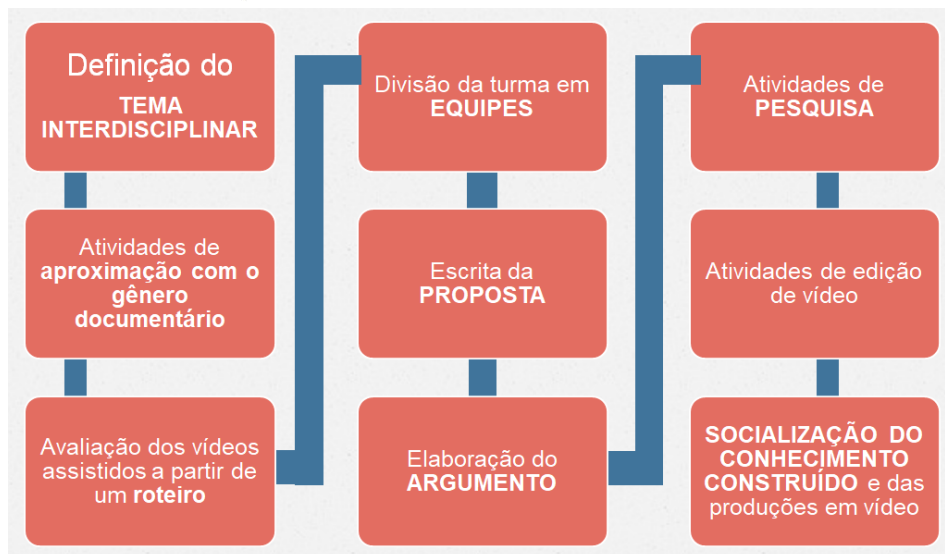 Definição do
TEMA
INTERDISCIPLINAR
Atividades de
aproximação com o
gênero
documentário
Avaliação dos vídeos
assistidos a partir de
um roteiro
Divisão da turma em
EQUIPES
Escrita da
PROPOSTA
Elaboração do
ARGUMENTO
Atividades de
PESQUISA
Atividades de edição
de vídeo
SOCIALIZAÇÃO DO
CONHECIMENTO
CONSTRUÍDO e das
produções em vídeo